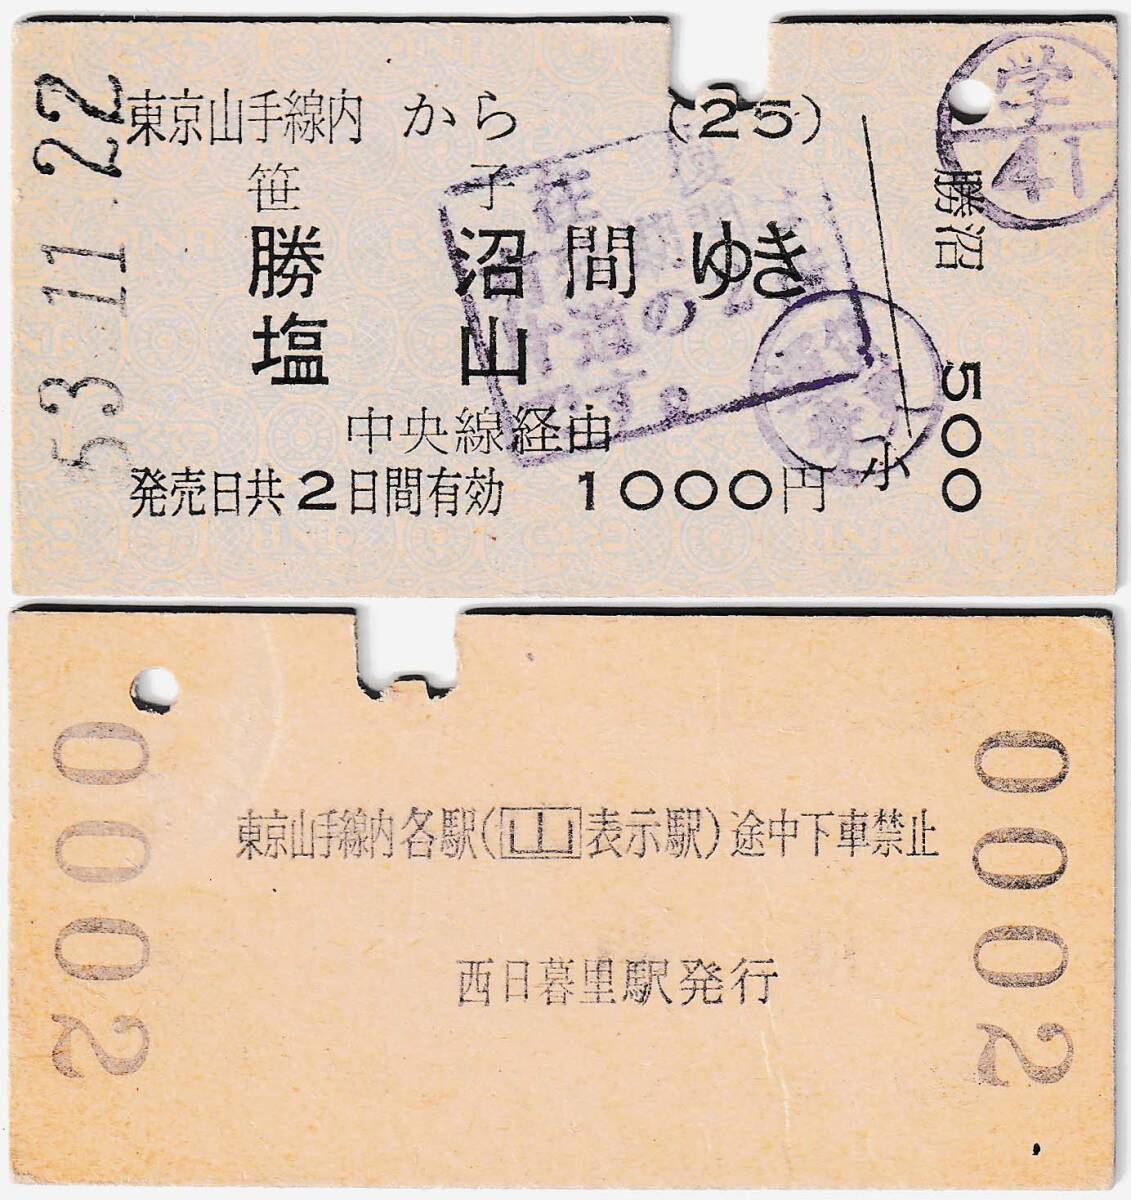 53.11.22
東京山手線内 から (25)
笹子
勝沼 間 ゆき
塩山
中央線経由
発売日共2日間有効 1000円
小
勝沼
500
学
41
東京山手線内各駅(山表示駅)途中下車禁止
西日暮里駅発行
0002
0002